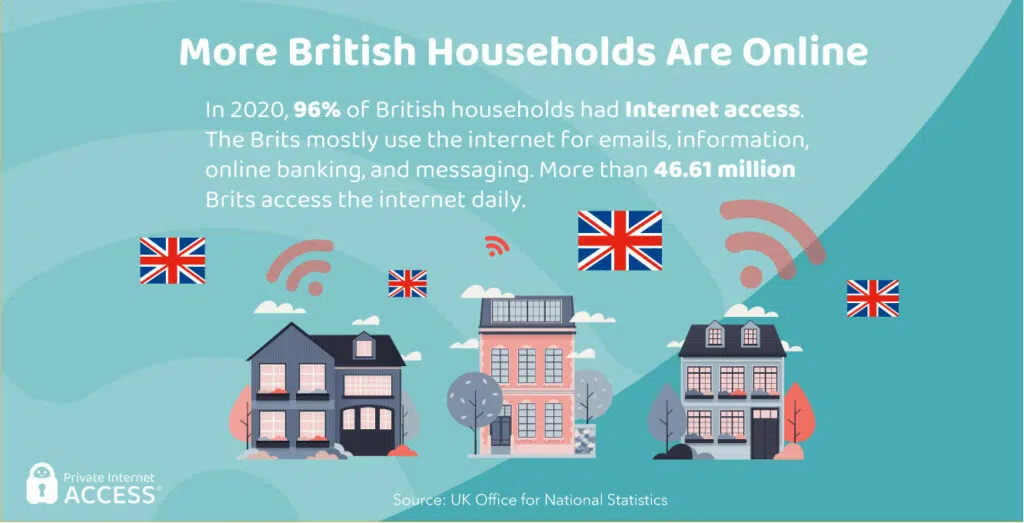 More British Households Are Online
In 2020, 96% of British households had Internet access.
The Brits mostly use the internet for emails, information,
online banking, and messaging. More than 46.61 million
Brits access the internet daily.
Private Internet
ACCESS®
Source: UK Office for National Statistics